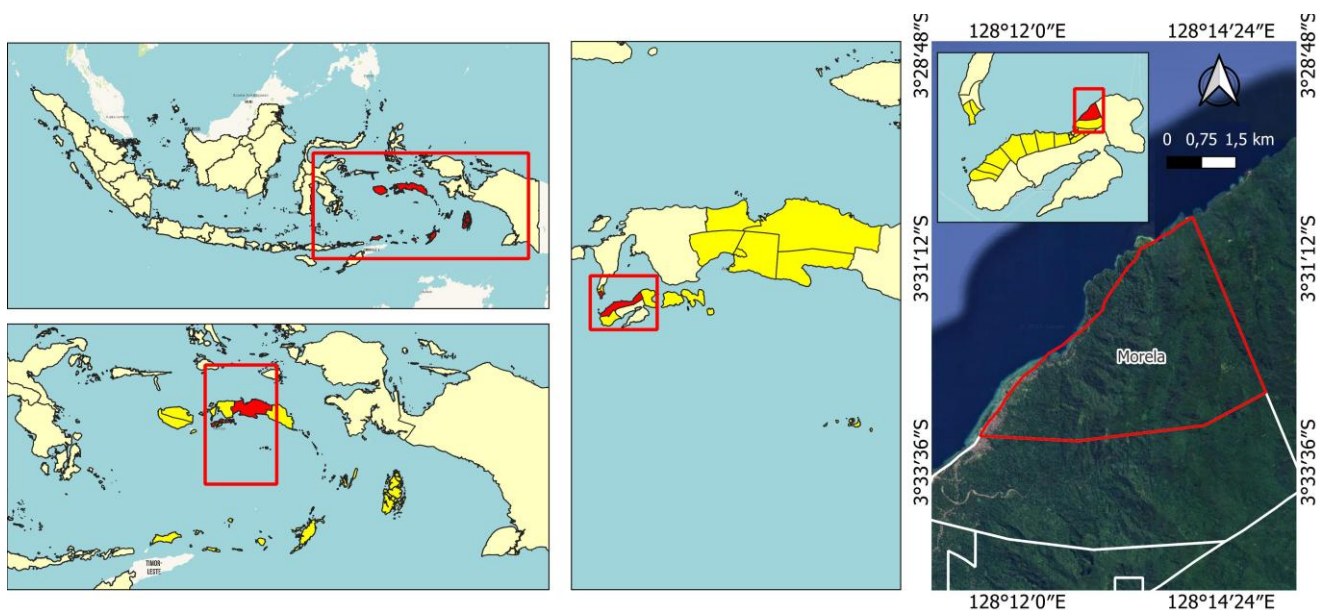 128°12′0″E
128°14′24″E
3°28′48″S
3°28′48″S
0 0,75 1,5 km
3°31′12″S
3°31′12″S
Morela
3°33′36″S
3°33′36″S
TIMOR-
LESTE
128°12′0″E
128°14′24″E